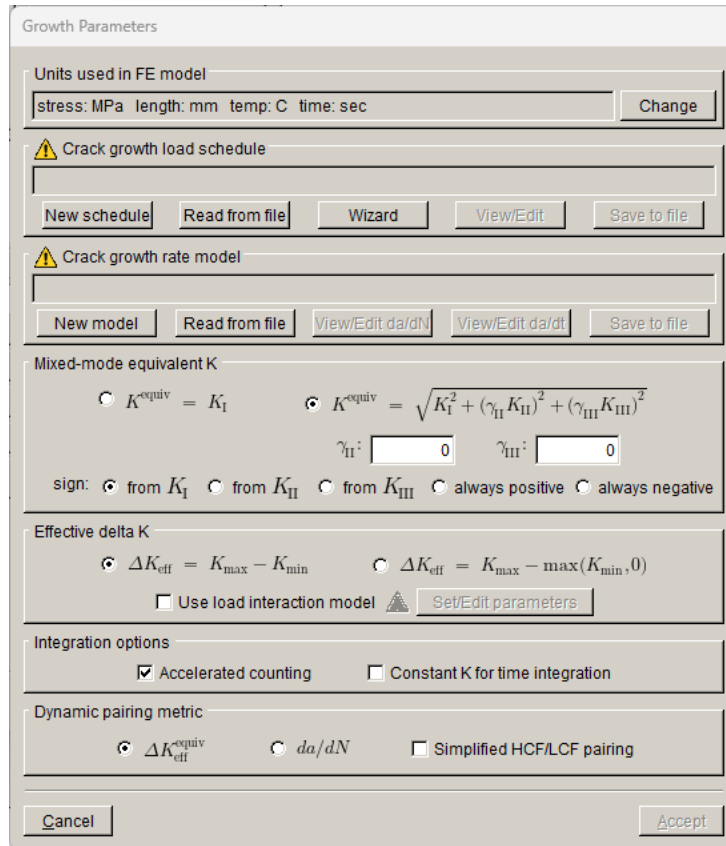 Growth Parameters
Units used in FE model
stress: MPa length: mm temp: C time: sec Change
Crack growth load schedule
New schedule Read from file Wizard View/Edit Save to file
Crack growth rate model
New model Read from file View/Edit da/dN View/Edit da/dt Save to file
Mixed-mode equivalent K
K^equiv = K_I K^equiv = √(K_I^2 + (γ_II K_II)^2 + (γ_III K_III)^2)
γ_II: 0 γ_III: 0
sign: from K_I from K_II from K_III always positive always negative
Effective delta K
ΔK_eff = K_max − K_min ΔK_eff = K_max − max(K_min,0)
Use load interaction model Set/Edit parameters
Integration options
Accelerated counting Constant K for time integration
Dynamic pairing metric
ΔK_eff^equiv da/dN Simplified HCF/LCF pairing
Cancel Accept